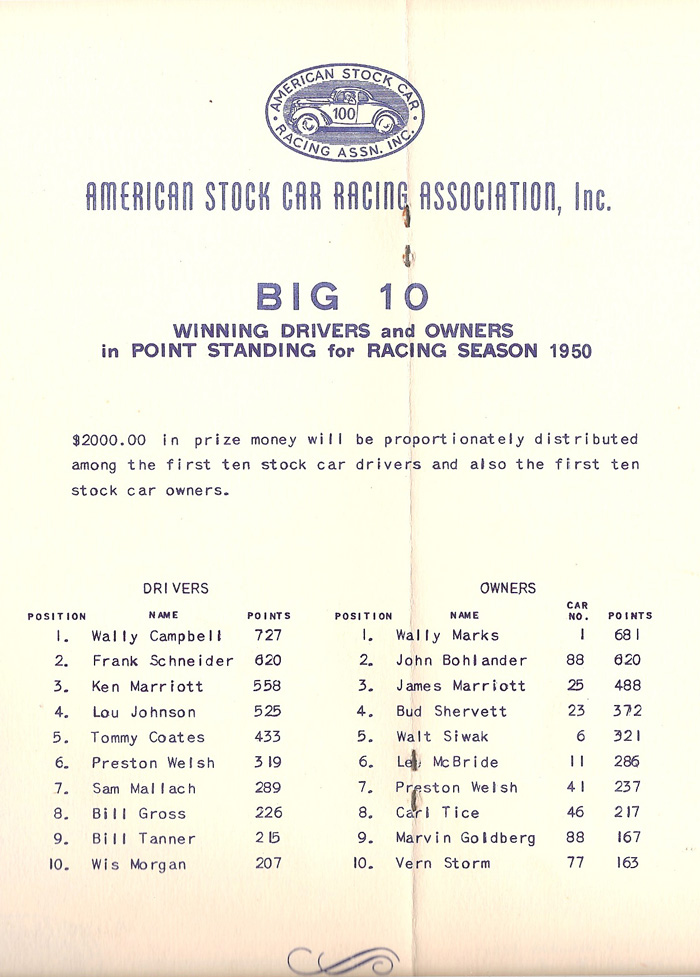 AMERICAN STOCK CAR
100
RACING ASSN. INC.
AMERICAN STOCK CAR RACING ASSOCIATION, Inc.
BIG 10
WINNING DRIVERS and OWNERS
in POINT STANDING for RACING SEASON 1950
$2000.00 in prize money will be proportionately distributed
among the first ten stock car drivers and also the first ten
stock car owners.
DRIVERS
POSITION NAME POINTS
1. Wally Campbell 727
2. Frank Schneider 620
3. Ken Marriott 558
4. Lou Johnson 525
5. Tommy Coates 433
6. Preston Welsh 319
7. Sam Mallach 289
8. Bill Gross 226
9. Bill Tanner 215
10. Wis Morgan 207
OWNERS
POSITION NAME CAR NO. POINTS
1. Wally Marks 1 681
2. John Bohlander 88 620
3. James Marriott 25 488
4. Bud Shervett 23 372
5. Walt Siwak 6 321
6. McBride 11 286
7. Preston Welsh 41 237
8. Carl Tice 46 217
9. Marvin Goldberg 88 167
10. Vern Storm 77 163